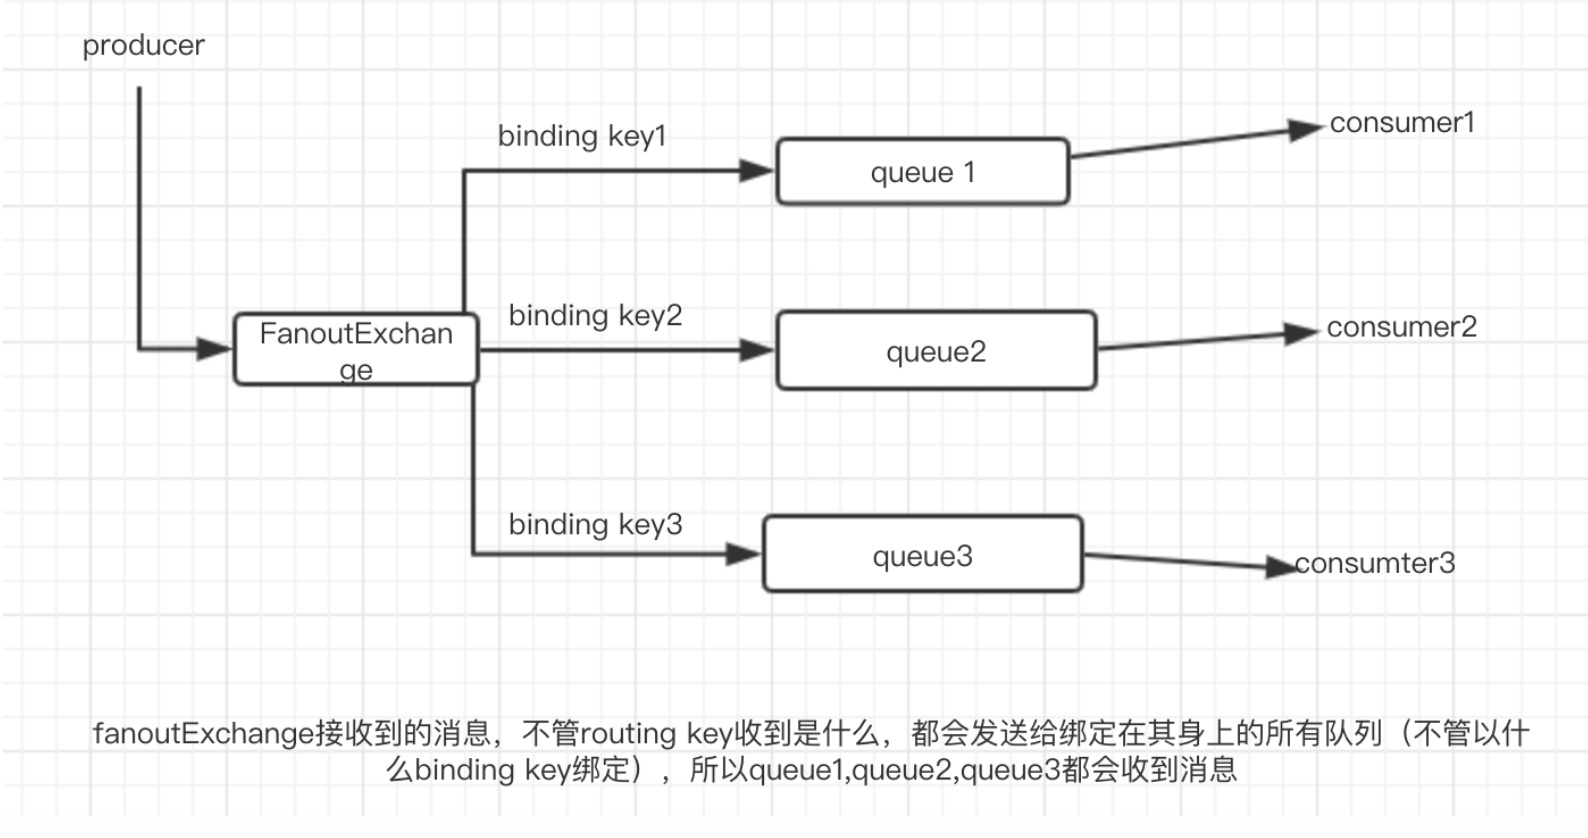 producer
binding key1
queue 1
consumer1
FanoutExchan
ge
binding key2
queue2
consumer2
binding key3
queue3
consumter3
fanoutExchange接收到的消息，不管routing key收到是什么，都会发送给绑定在其身上的所有队列（不管以什
么binding key绑定），所以queue1,queue2,queue3都会收到消息